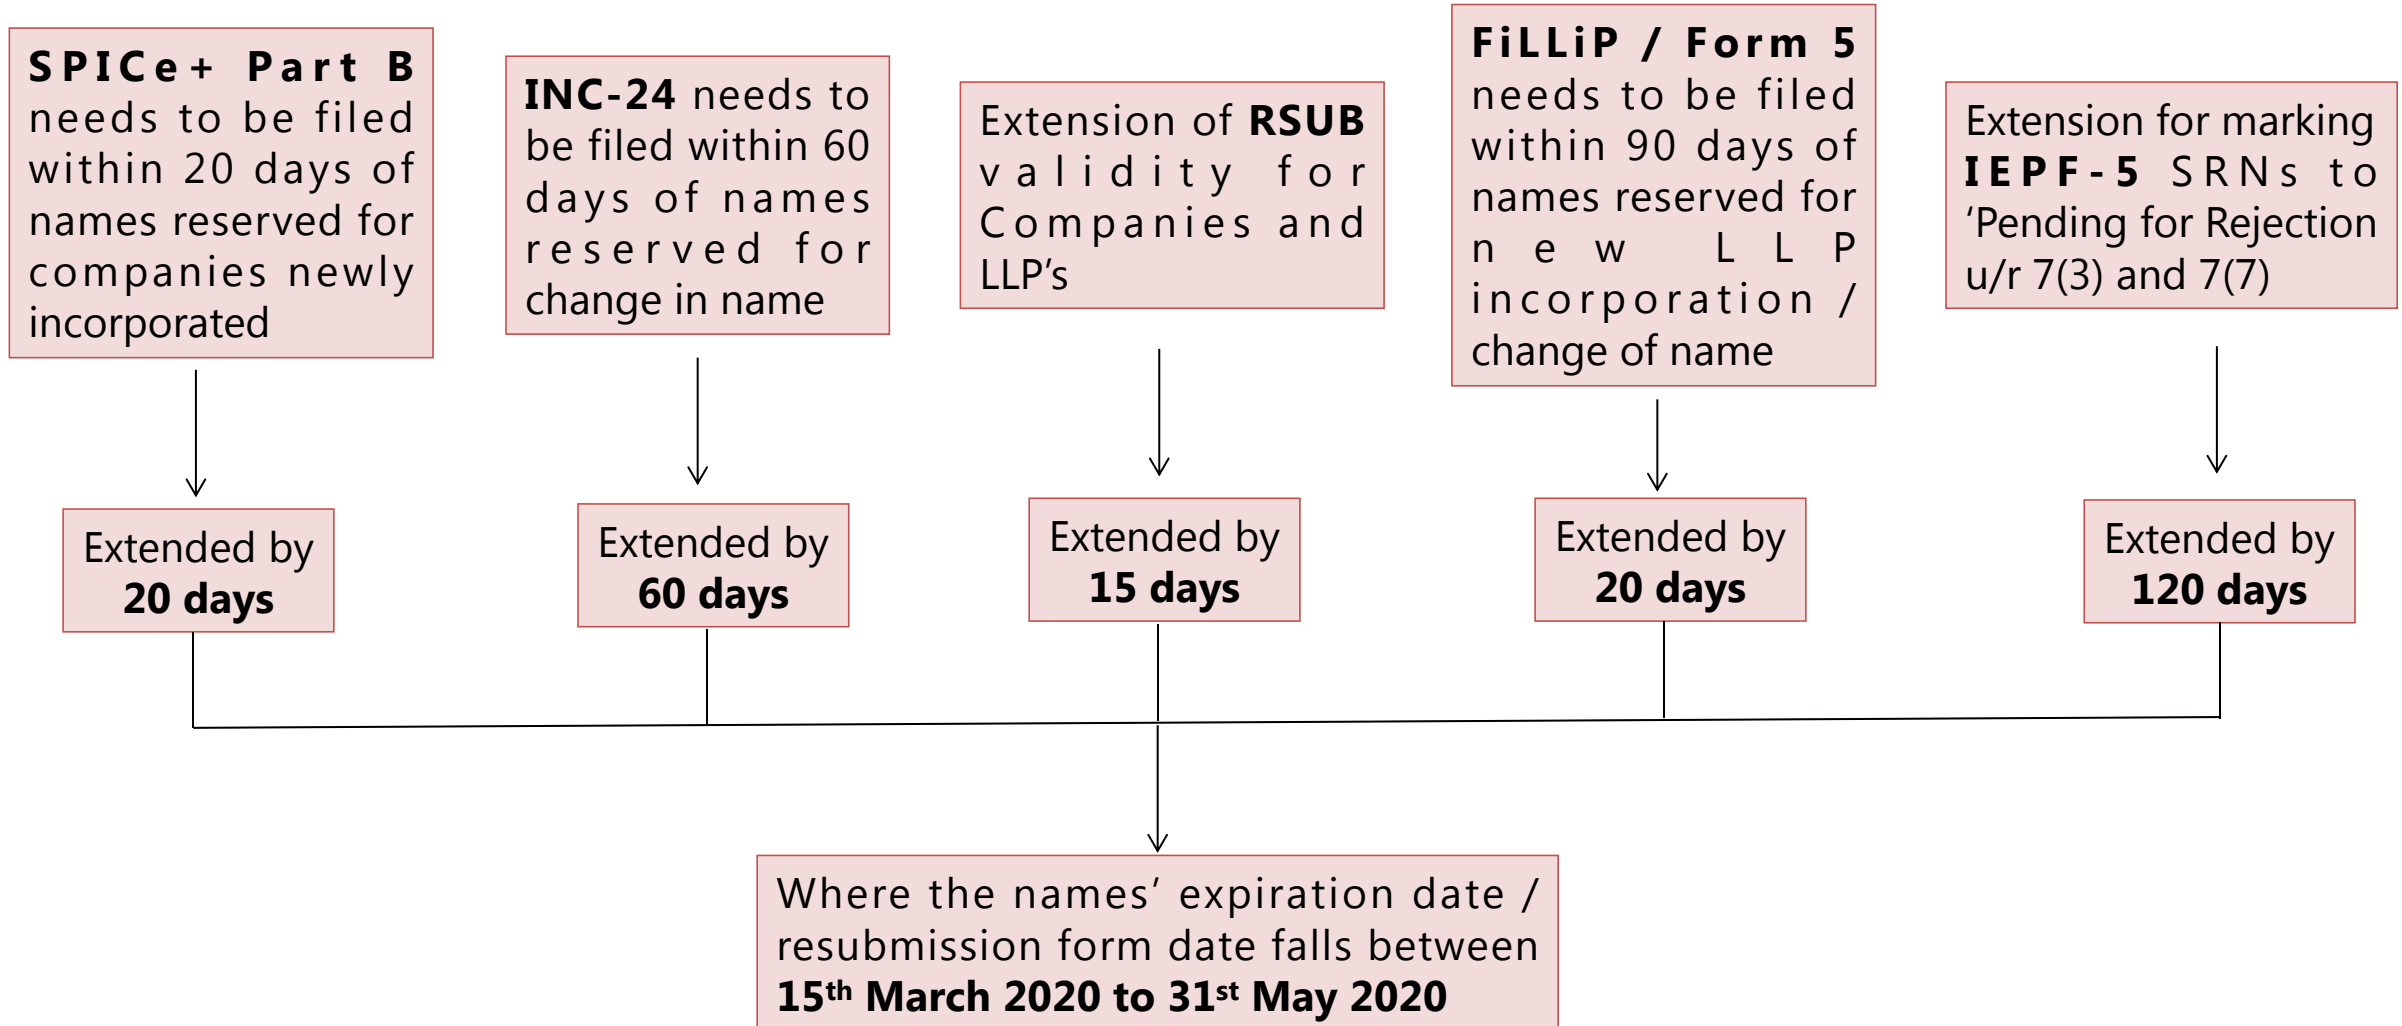 SPICe+ Part B
needs to be filed
within 20 days of
names reserved for
companies newly
incorporated
INC-24 needs to
be filed within 60
days of names
reserved for
change in name
Extension of RSUB
validity for
Companies and
LLP’s
FiLLiP / Form 5
needs to be filed
within 90 days of
names reserved for
new LLP
incorporation /
change of name
Extension for marking
IEPF-5 SRNs to
‘Pending for Rejection
u/r 7(3) and 7(7)
Extended by
20 days
Extended by
60 days
Extended by
15 days
Extended by
20 days
Extended by
120 days
Where the names’ expiration date /
resubmission form date falls between
15th March 2020 to 31st May 2020